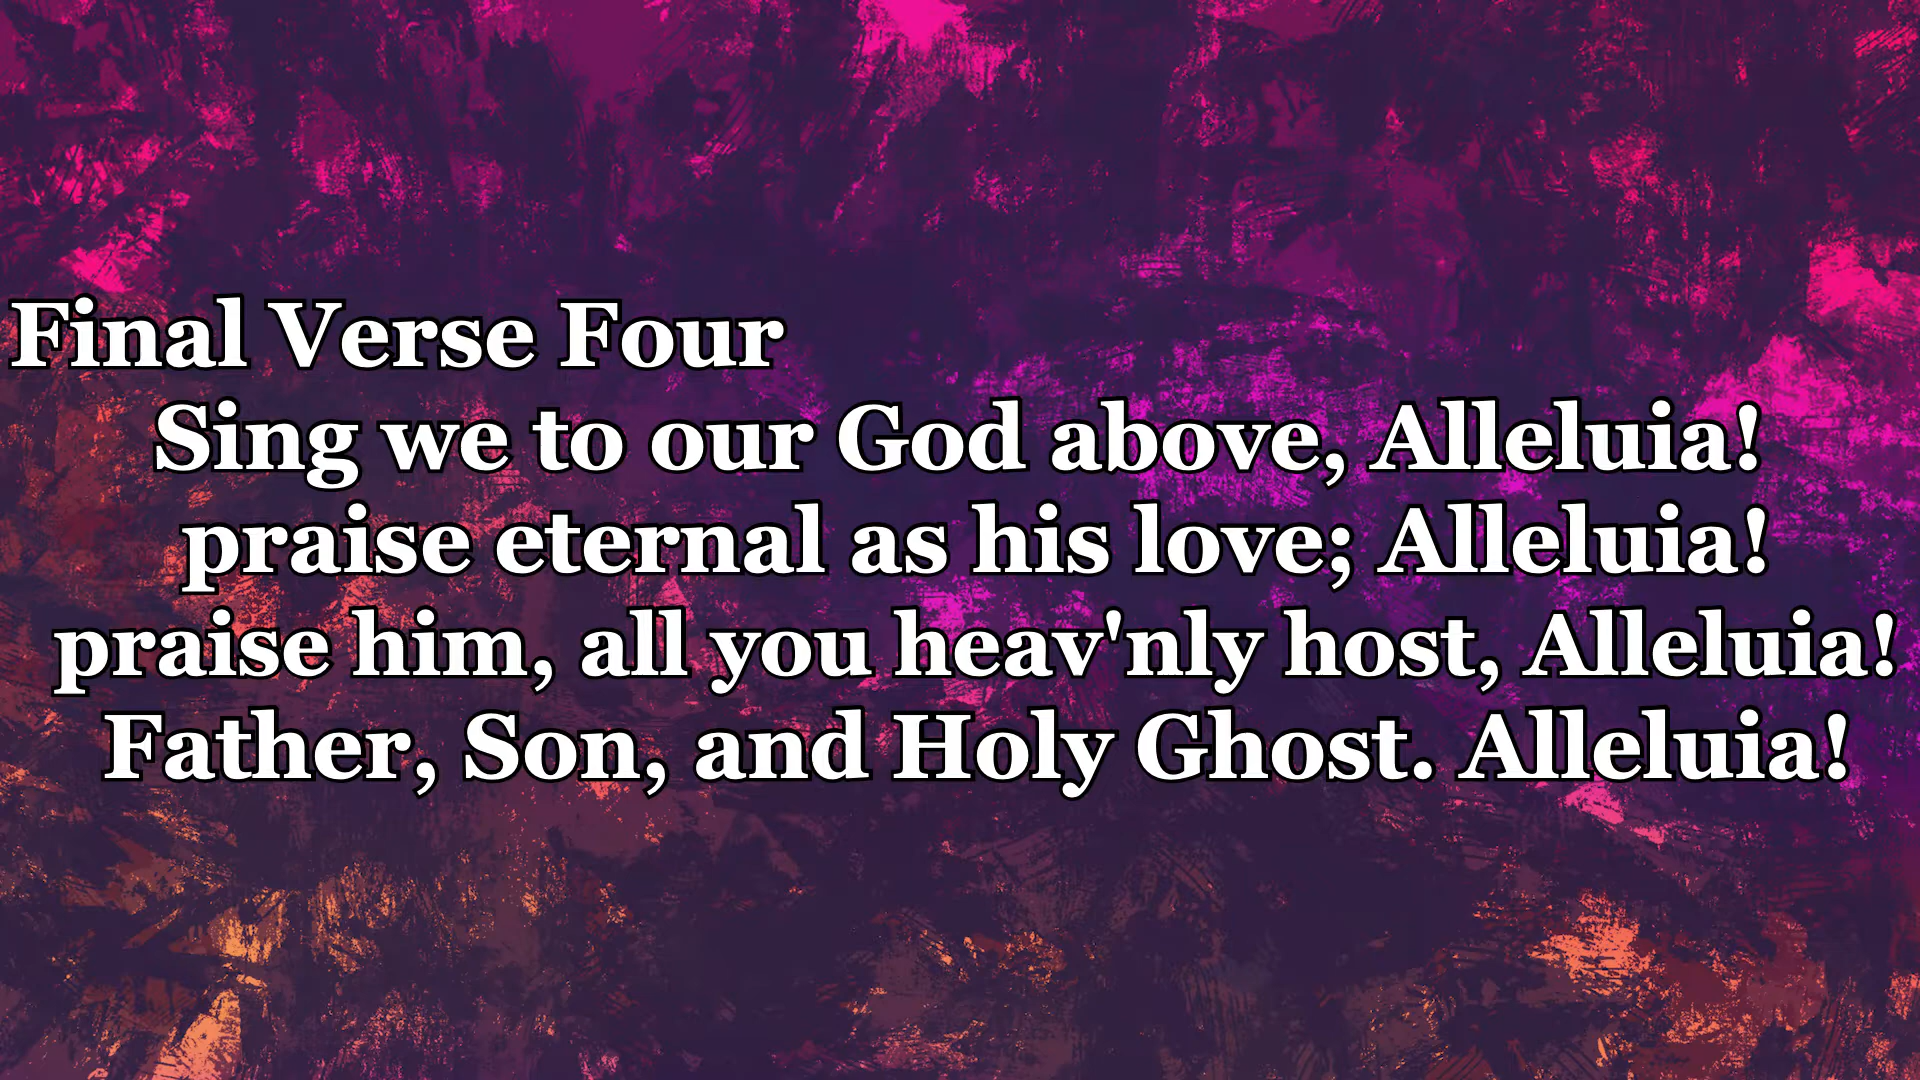 Final Verse Four
Sing we to our God above, Alleluia!
praise eternal as his love; Alleluia!
praise him, all you heav'nly host, Alleluia!
Father, Son, and Holy Ghost. Alleluia!